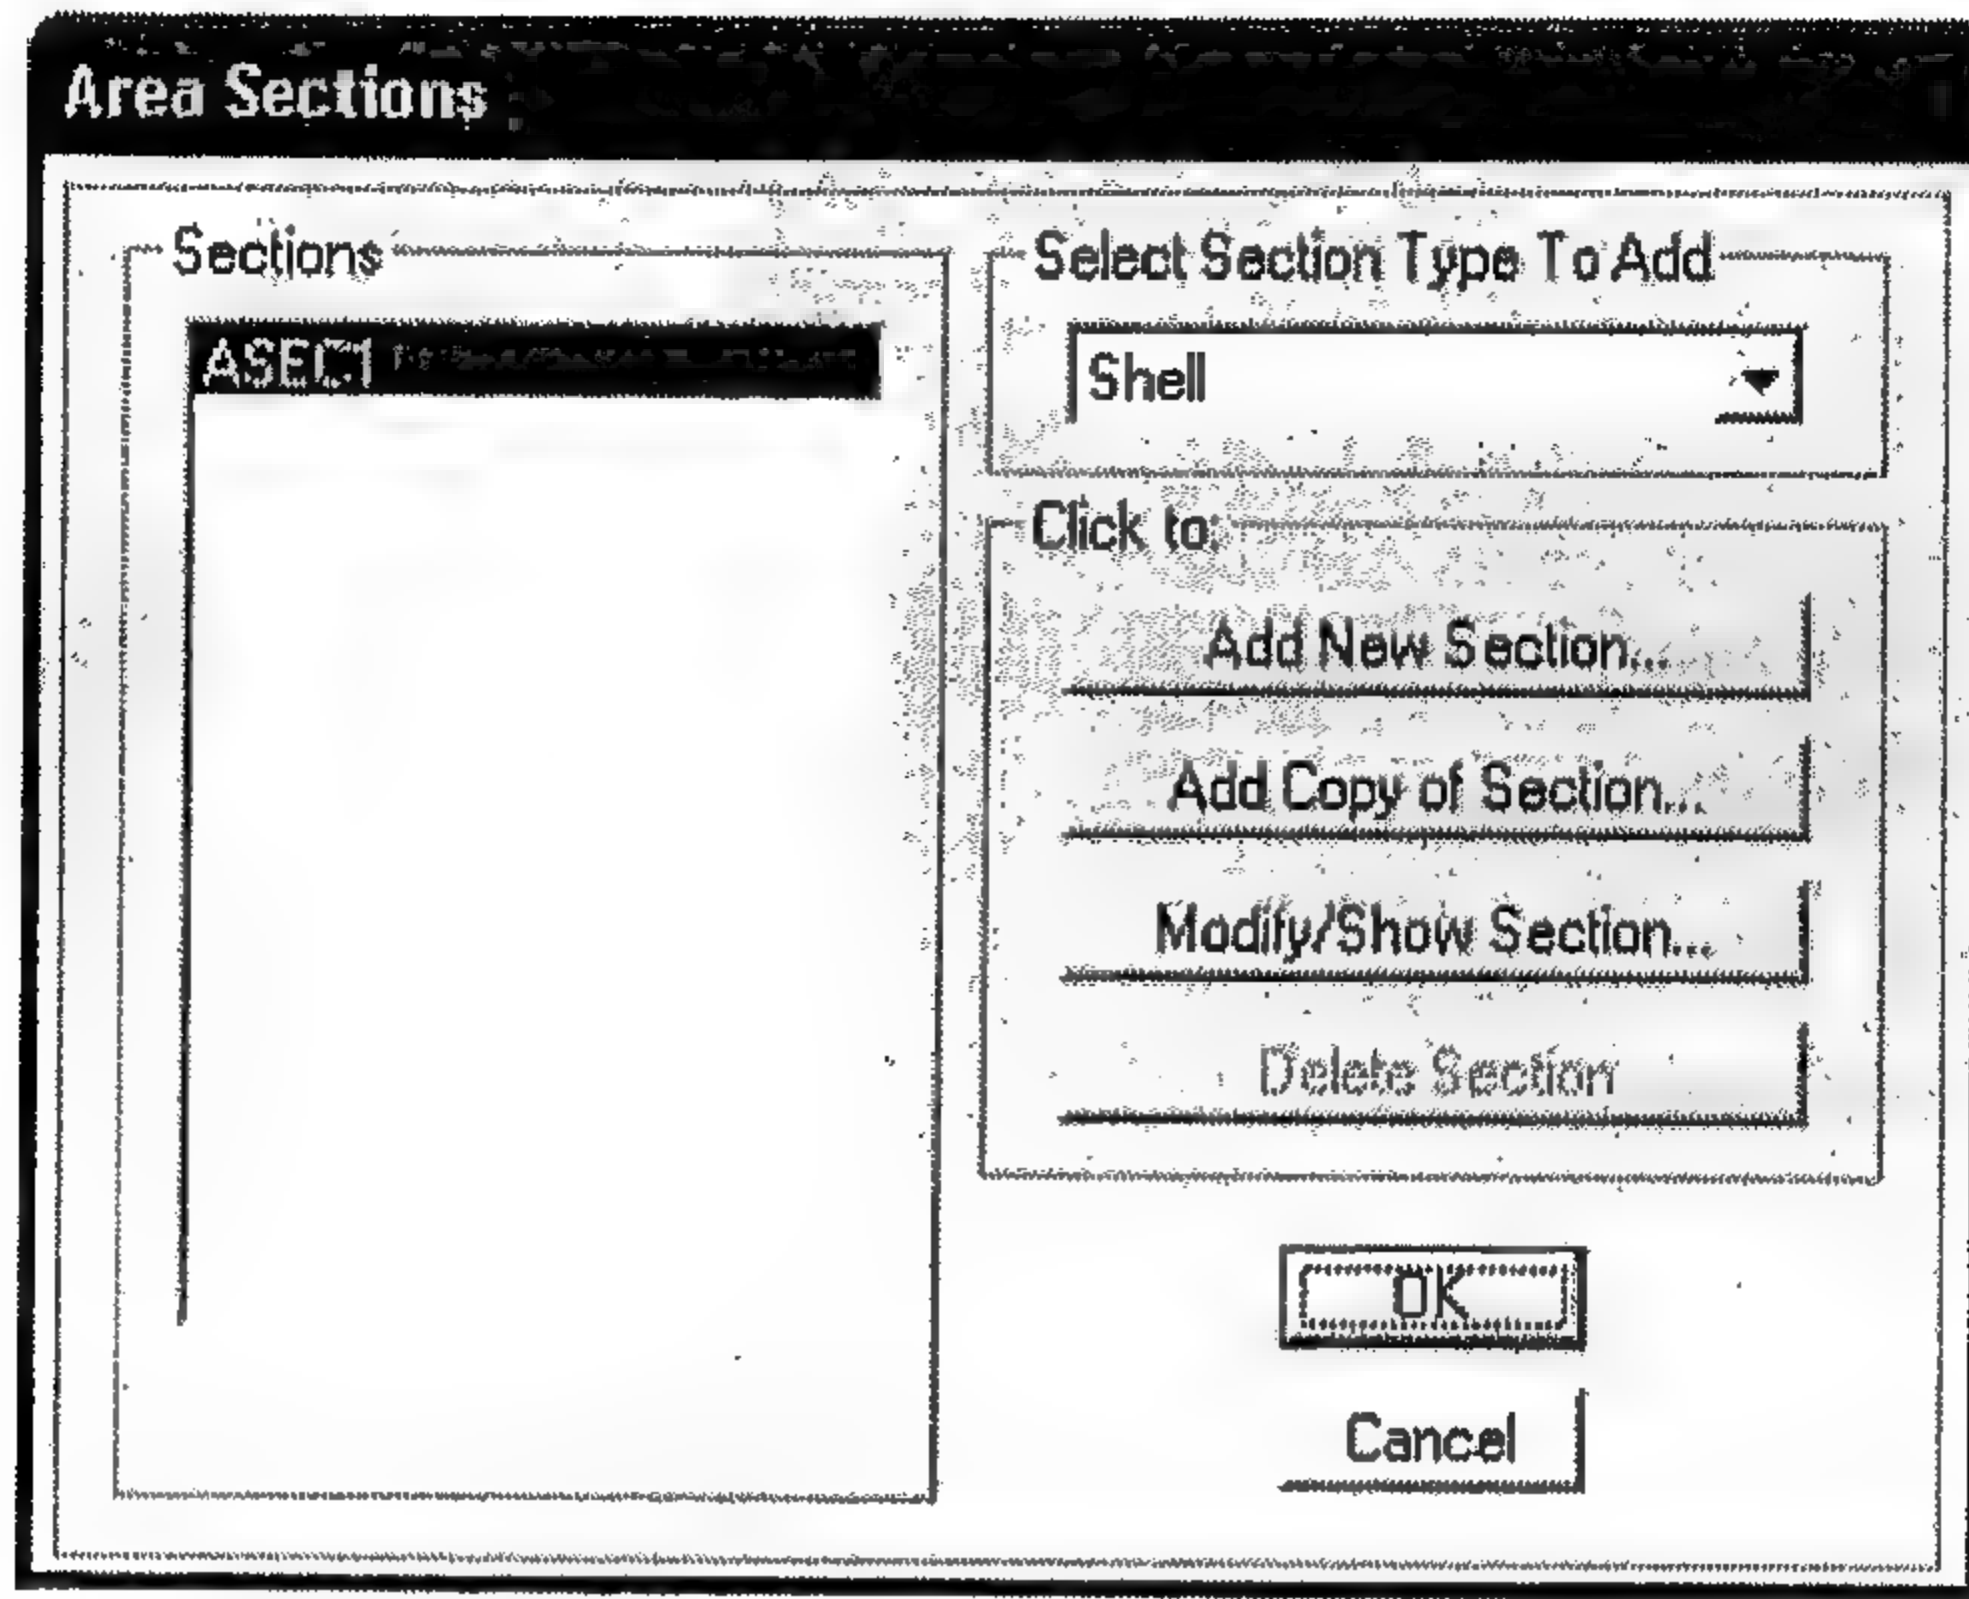 Area Sections
Sections
ASEC1
Select Section Type To Add
Shell
Click to:
Add New Section...
Add Copy of Section...
Modify/Show Section...
Delete Section
OK
Cancel